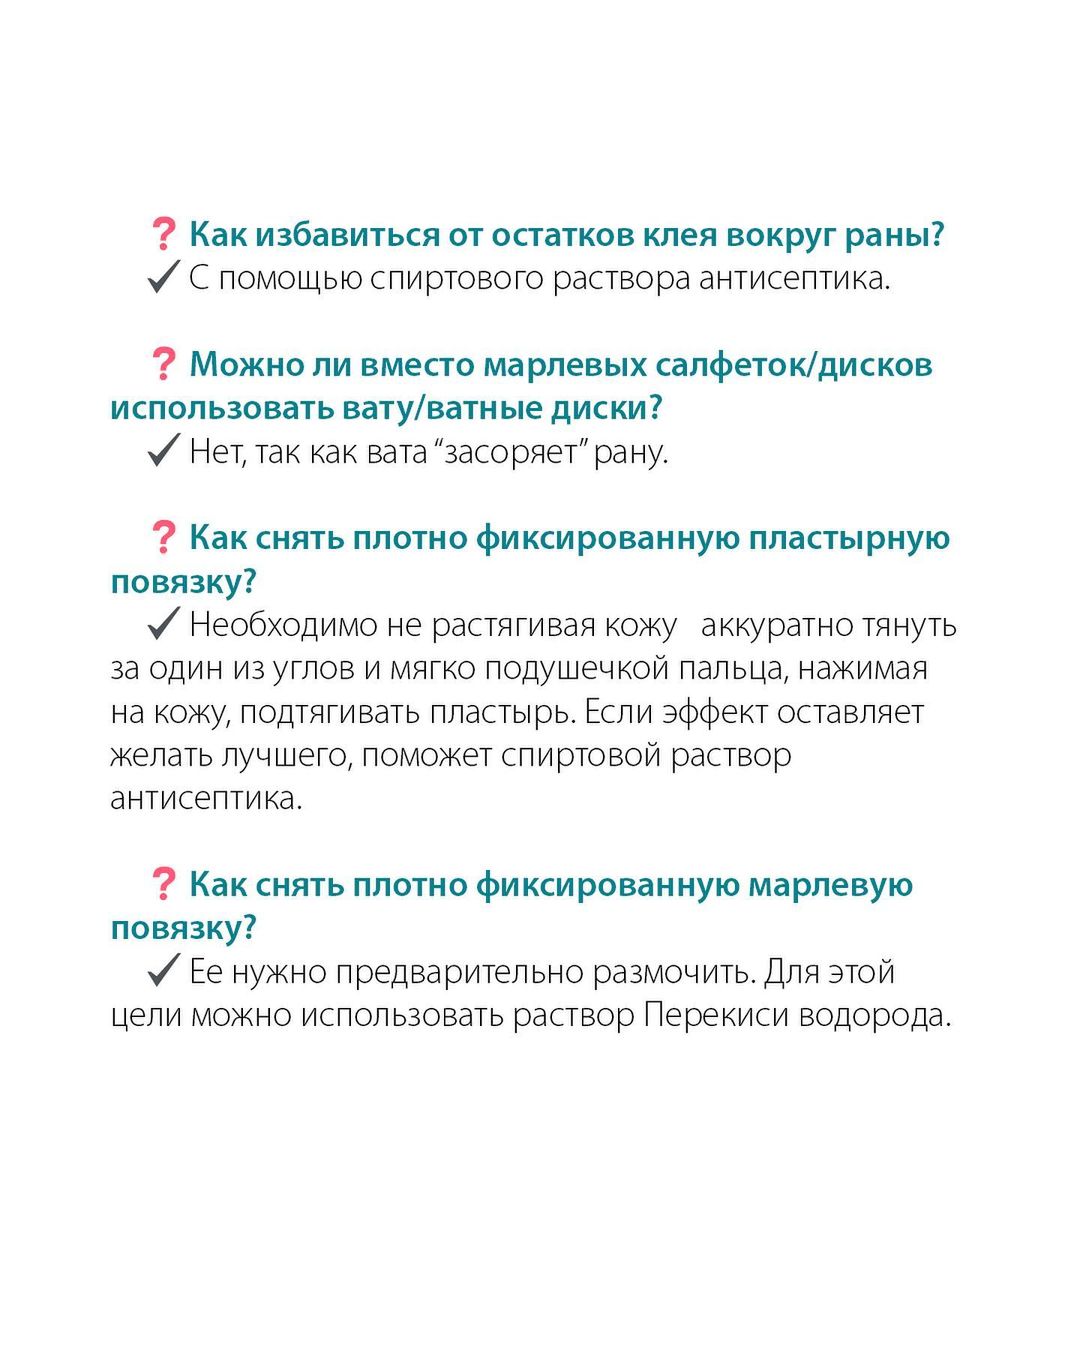 ❓ Как избавиться от остатков клея вокруг раны?
✓ С помощью спиртового раствора антисептика.
❓ Можно ли вместо марлевых салфеток/дисков
использовать вату/ватные диски?
✓ Нет, так как вата “засоряет” рану.
❓ Как снять плотно фиксированную пластырную
повязку?
✓ Необходимо не растягивая кожу аккуратно тянуть
за один из углов и мягко подушечкой пальца, нажимая
на кожу, подтягивать пластырь. Если эффект оставляет
желать лучшего, поможет спиртовой раствор
антисептика.
❓ Как снять плотно фиксированную марлевую
повязку?
✓ Ее нужно предварительно размочить. Для этой
цели можно использовать раствор Перекиси водорода.